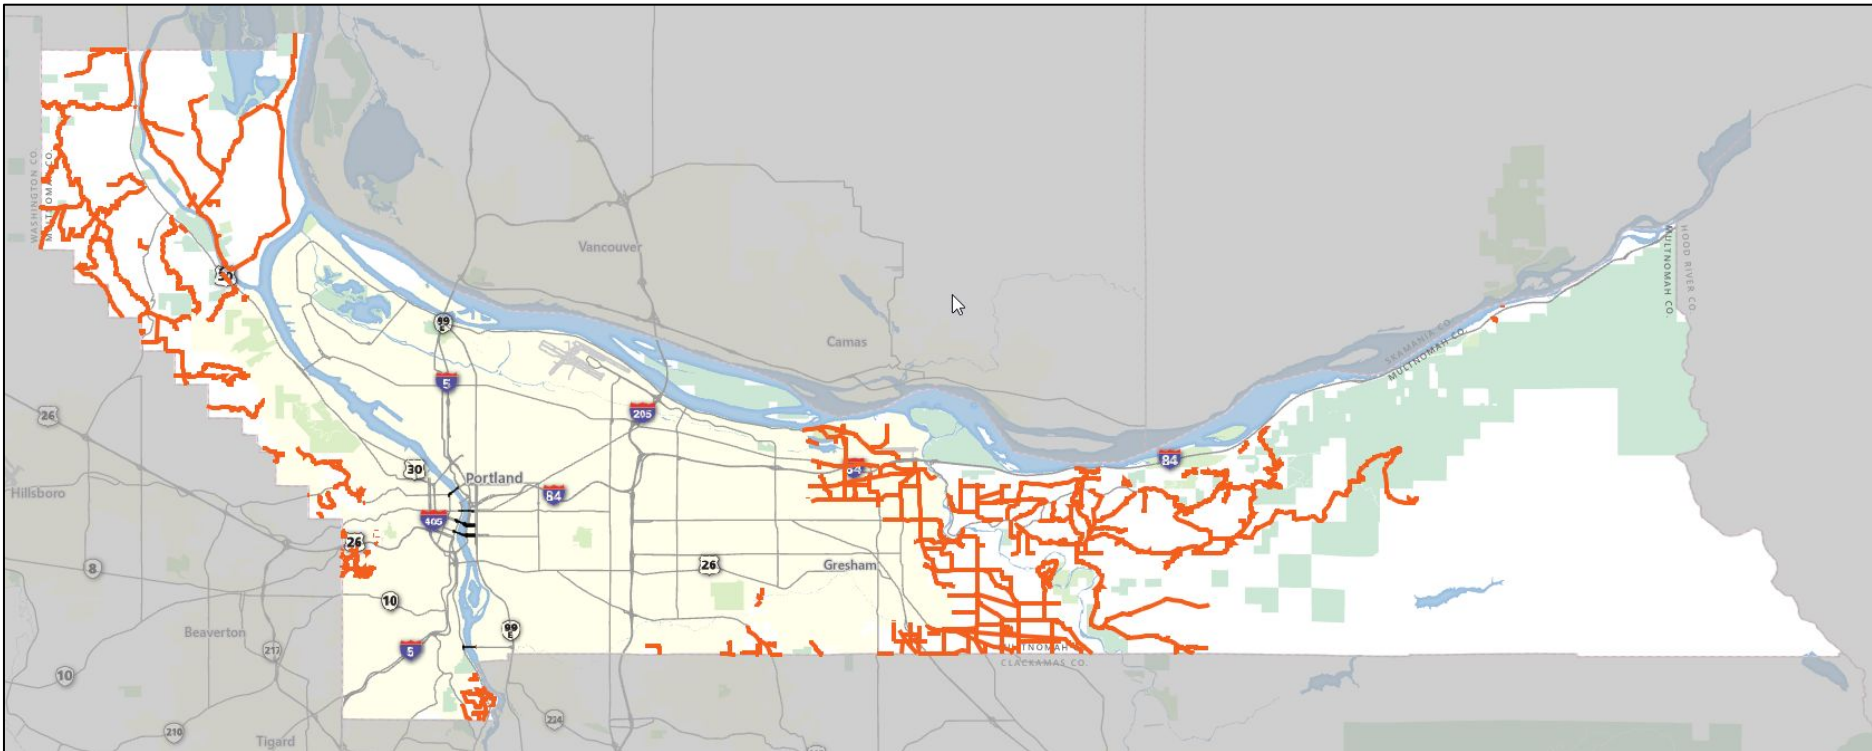 WASHINGTON CO.
MULTNOMAH CO.
HOOD RIVER CO.
MULTNOMAH CO.
Vancouver
30
99
E
Camas
SKAMANIA CO.
MULTNOMAH CO.
5
26
205
30
Portland
84
84
84
Hillsboro
405
26
8
26
Gresham
10
Beaverton
99
E
217
5
MULTNOMAH
CLACKAMAS CO.
10
210
224
Tigard